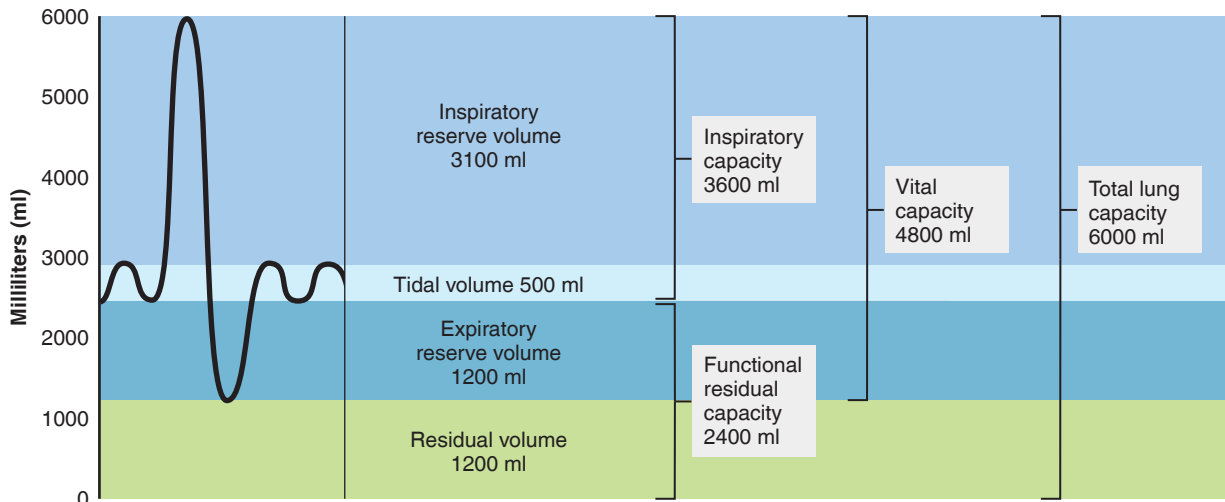 Milliliters (ml)
6000
5000
4000
3000
2000
1000
0
Inspiratory
reserve volume
3100 ml
Tidal volume 500 ml
Expiratory
reserve volume
1200 ml
Residual volume
1200 ml
Inspiratory
capacity
3600 ml
Functional
residual
capacity
2400 ml
Vital
capacity
4800 ml
Total lung
capacity
6000 ml